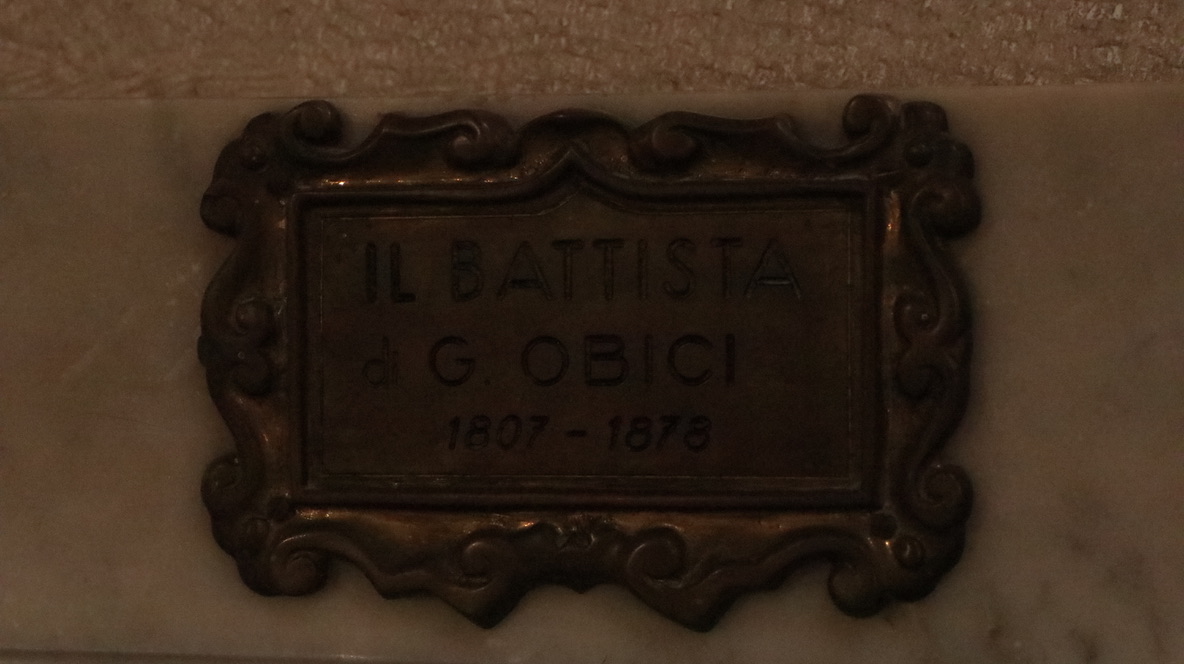 IL BATTISTA
di G. OBICI
1807 - 1878